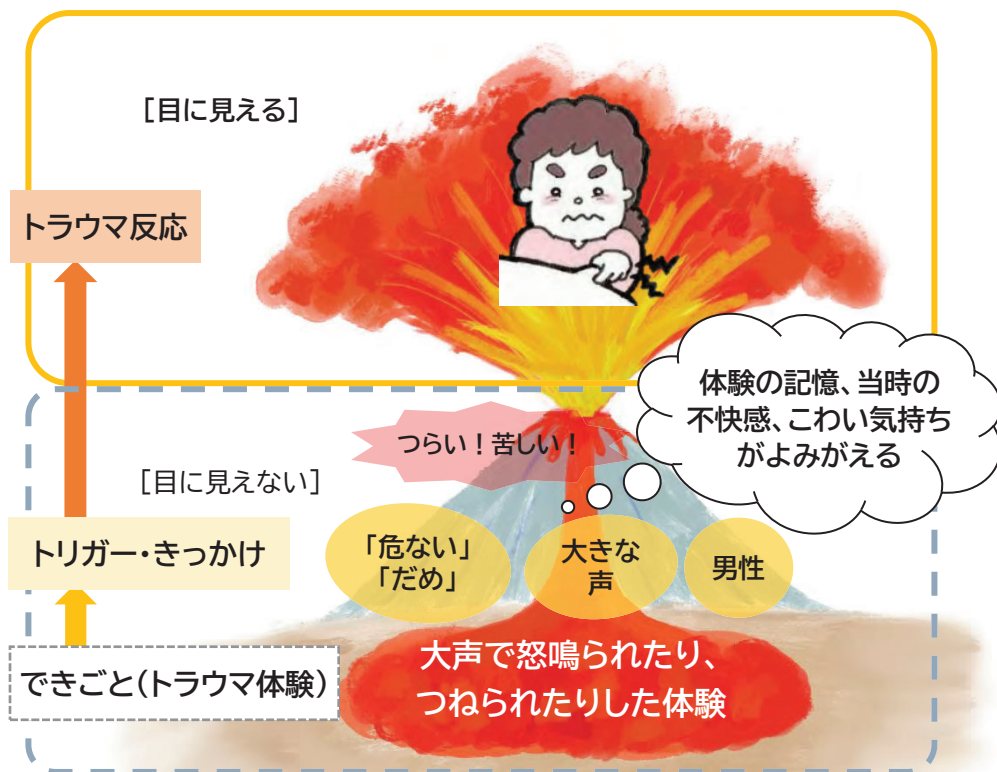 [目に見える]
トラウマ反応
体験の記憶、当時の
不快感、こわい気持ち
がよみがえる
つらい!苦しい!
[目に見えない]
トリガー・きっかけ
「危ない」
「だめ」
大きな
声
男性
できごと(トラウマ体験)
大声で怒鳴られたり、
つねられたりした体験